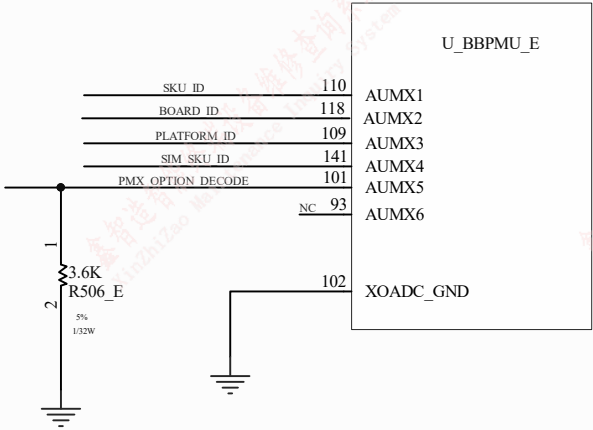 U_BBPMU_E
SKU_ID 110 AUMX1
BOARD_ID 118 AUMX2
PLATFORM_ID 109 AUMX3
SIM_SKU_ID 141 AUMX4
PMX_OPTION_DECODE 101 AUMX5
NC 93 AUMX6
1
3.6K
R506_E
2
5%
1/32W
102 XOADC_GND